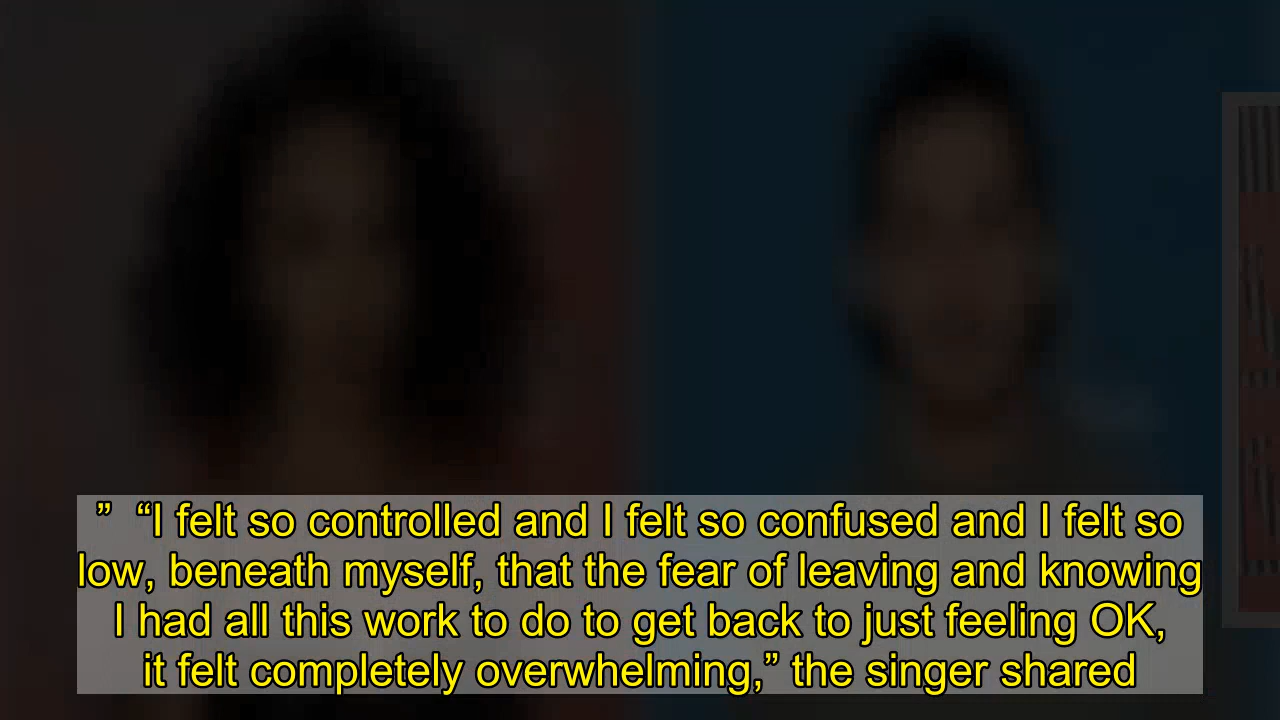 ”  “I felt so controlled and I felt so confused and I felt so
low, beneath myself, that the fear of leaving and knowing
I had all this work to do to get back to just feeling OK,
it felt completely overwhelming,” the singer shared